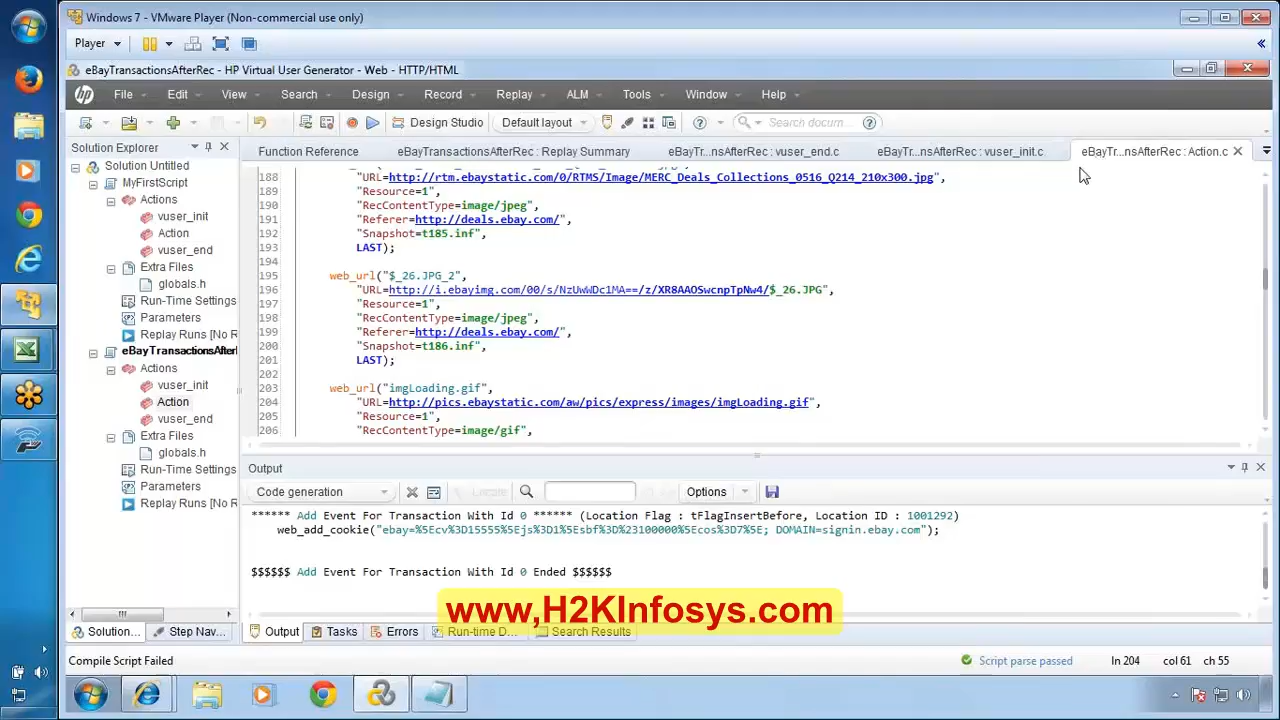 Windows 7 - VMware Player (Non-commercial use only)
Player
eBayTransactionsAfterRec - HP Virtual User Generator - Web - HTTP/HTML
hp File Edit View Search Design Record Replay ALM Tools Window Help
Design Studio Default layout Search docum
Solution Explorer
Function Reference eBayTransactionsAfterRec : Replay Summary eBayTr...nsAfterRec : vuser_end.c eBayTr...nsAfterRec : vuser_init.c eBayTr...nsAfterRec : Action.c
Solution Untitled
MyFirstScript
Actions
vuser_init
Action
vuser_end
Extra Files
globals.h
Run-Time Settings
Parameters
Replay Runs [No R
eBayTransactionsAfterI
Actions
vuser_init
Action
vuser_end
Extra Files
globals.h
Run-Time Settings
Parameters
Replay Runs [No R
188 "URL=http://rtm.ebaystatic.com/0/RTMS/Image/MERC_Deals_Collections_0516_Q214_210x300.jpg",
189 "Resource=1",
190 "RecContentType=image/jpeg",
191 "Referer=http://deals.ebay.com/",
192 "Snapshot=t185.inf",
193 LAST);
194
195 web_url("$_26.JPG_2",
196 "URL=http://i.ebayimg.com/00/s/NzUwWDc1MA==/z/XR8AAOSwcnpTpNw4/$_26.JPG",
197 "Resource=1",
198 "RecContentType=image/jpeg",
199 "Referer=http://deals.ebay.com/",
200 "Snapshot=t186.inf",
201 LAST);
202
203 web_url("imgLoading.gif",
204 "URL=http://pics.ebaystatic.com/aw/pics/express/images/imgLoading.gif",
205 "Resource=1",
206 "RecContentType=image/gif",
Output
Code generation Locate Options
****** Add Event For Transaction With Id 0 ****** (Location Flag : tFlagInsertBefore, Location ID : 1001292)
web_add_cookie("ebay=%5Ecv%3D15555%5Ejs%3D1%5Esbf%3D%23100000%5Ecos%3D7%5E; DOMAIN=signin.ebay.com");
$$$$$$ Add Event For Transaction With Id 0 Ended $$$$$$
www,H2KInfosys.com
Solution... Step Nav... Output Tasks Errors Run-time D... Search Results
Compile Script Failed Script parse passed ln 204 col 61 ch 55